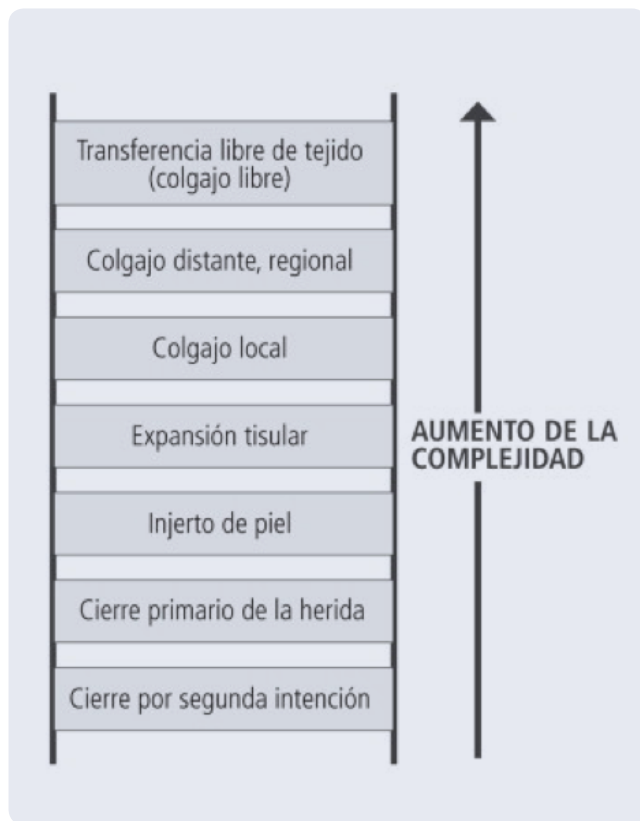 Transferencia libre de tejido
(colgajo libre)
Colgajo distante, regional
Colgajo local
Expansión tisular
Injerto de piel
Cierre primario de la herida
Cierre por segunda intención
AUMENTO DE LA
COMPLEJIDAD